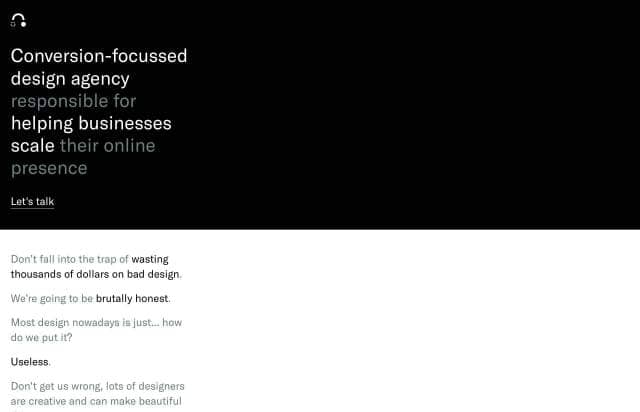 Conversion-focussed
design agency
responsible for
helping businesses
scale their online
presence
Let's talk
Don't fall into the trap of wasting
thousands of dollars on bad design.
We're going to be brutally honest.
Most design nowadays is just... how
do we put it?
Useless.
Don't get us wrong, lots of designers
are creative and can make beautiful